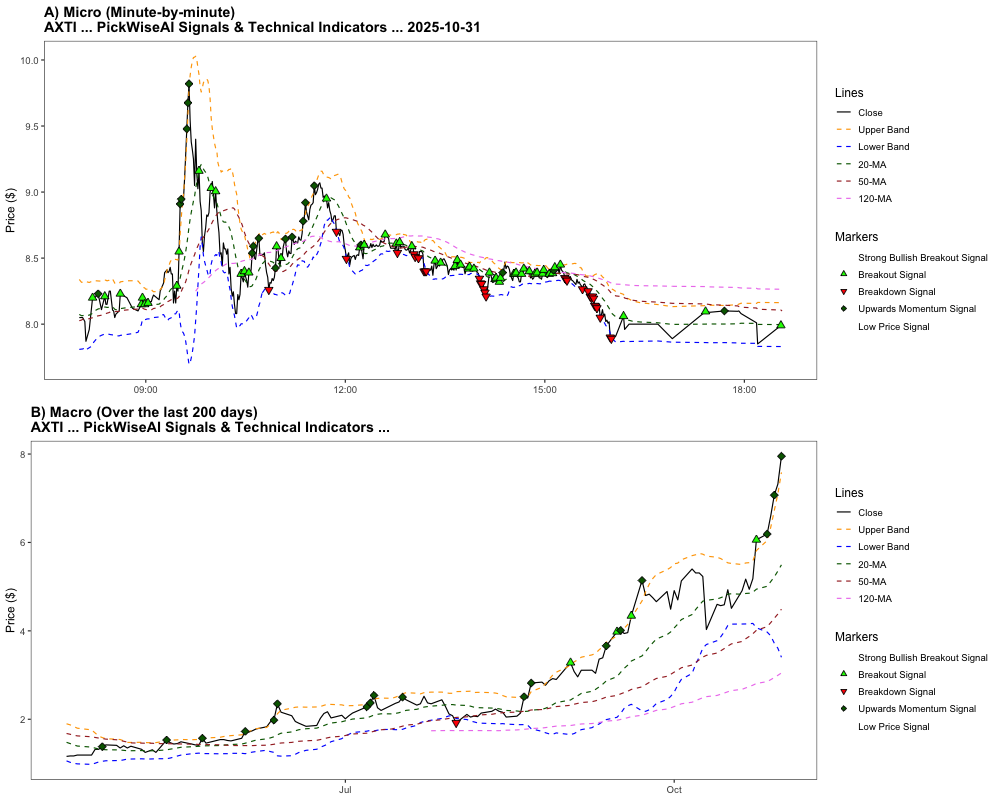 A) Micro (Minute-by-minute)
AXTI ... PickWiseAI Signals & Technical Indicators ... 2025-10-31
Price ($)
10.0
9.5
9.0
8.5
8.0
09:00
12:00
15:00
18:00
Lines
Close
Upper Band
Lower Band
20-MA
50-MA
120-MA
Markers
Strong Bullish Breakout Signal
Breakout Signal
Breakdown Signal
Upwards Momentum Signal
Low Price Signal
B) Macro (Over the last 200 days)
AXTI ... PickWiseAI Signals & Technical Indicators ...
Price ($)
8
6
4
2
Jul
Oct
Lines
Close
Upper Band
Lower Band
20-MA
50-MA
120-MA
Markers
Strong Bullish Breakout Signal
Breakout Signal
Breakdown Signal
Upwards Momentum Signal
Low Price Signal